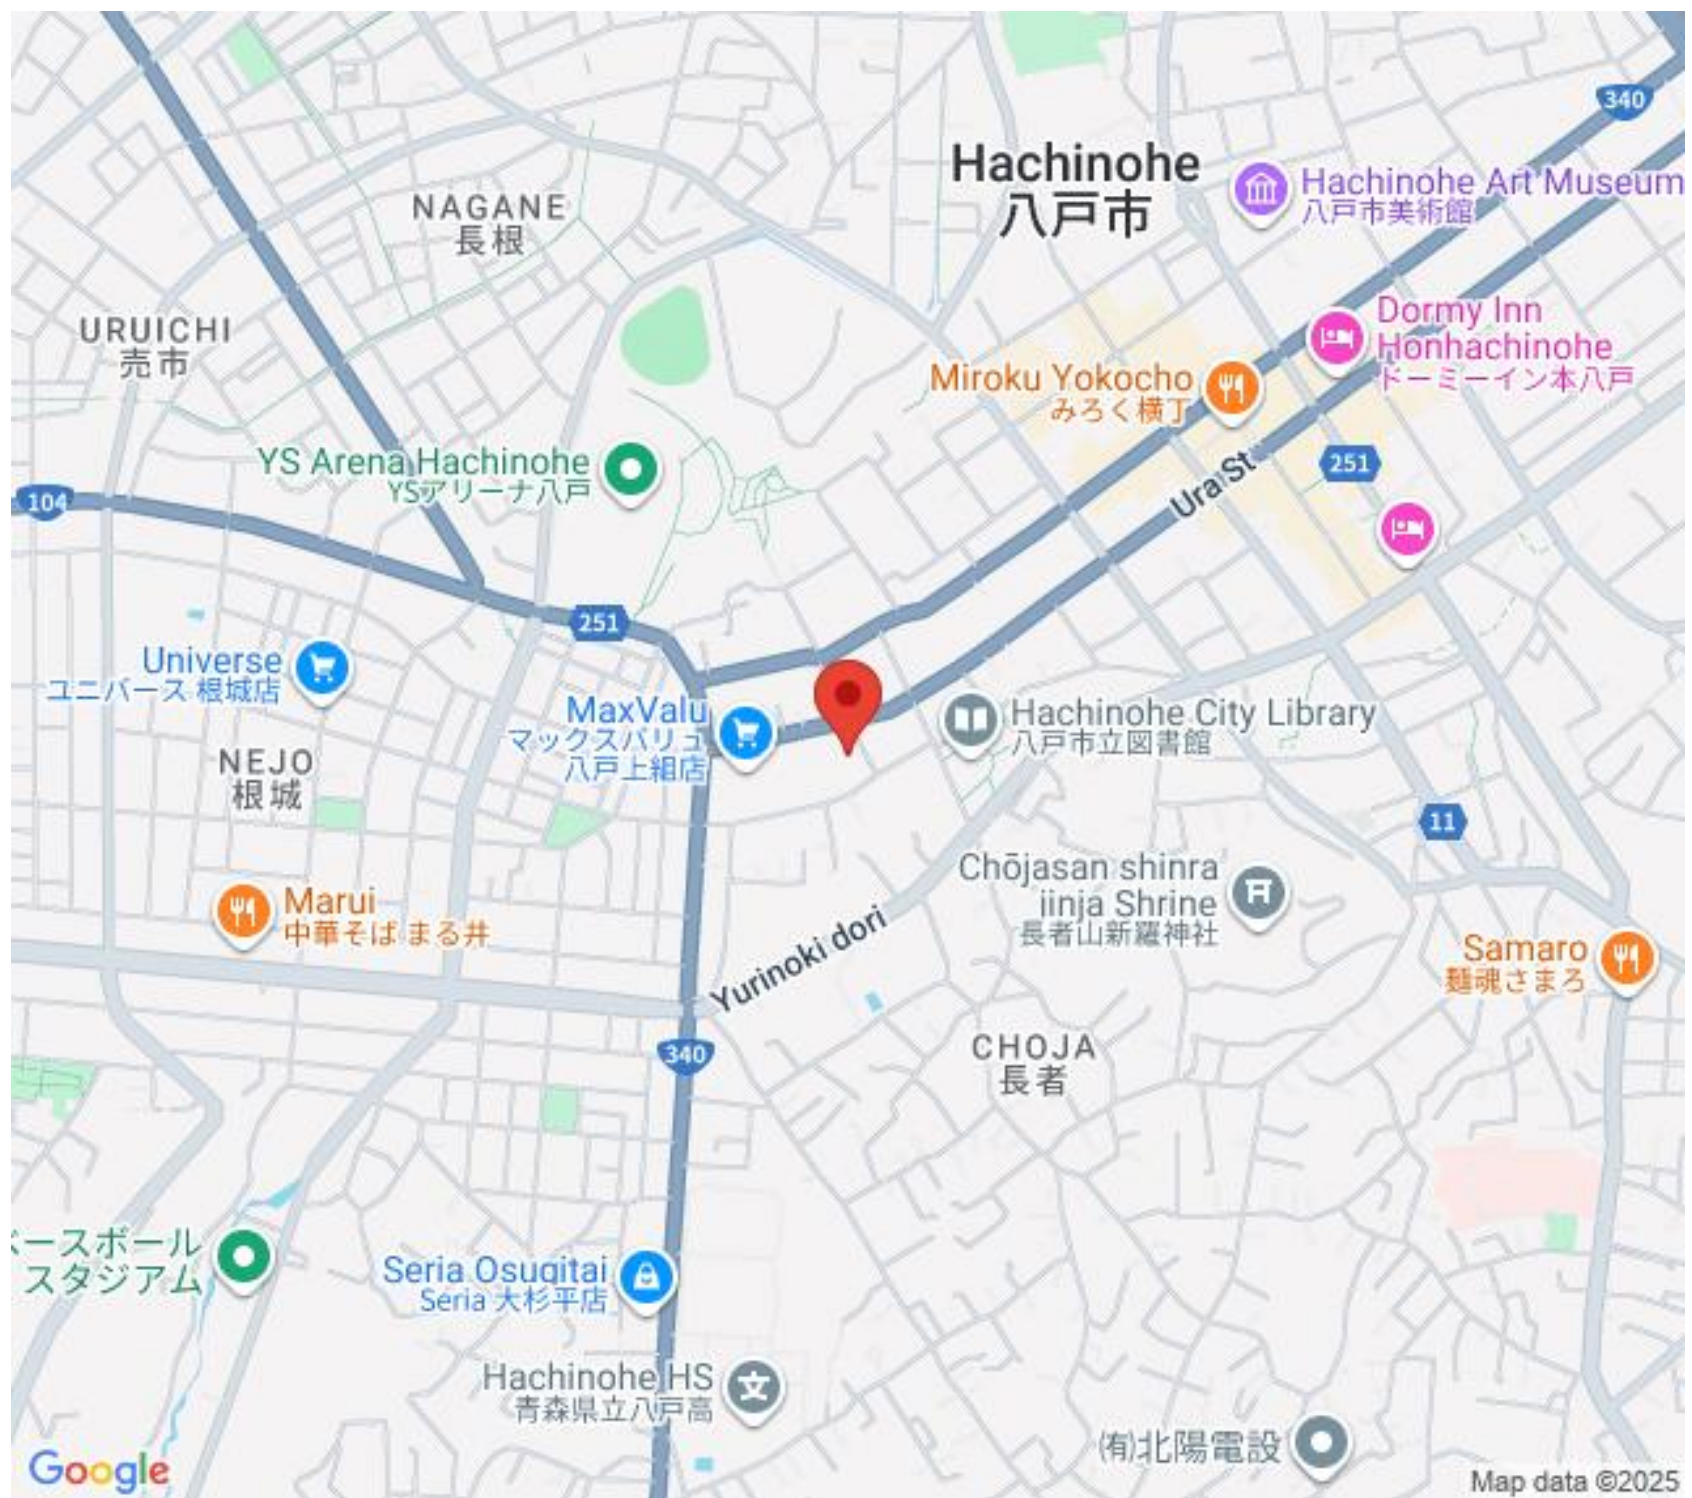 340
Hachinohe
八戸市
Hachinohe Art Museum
八戸市美術館
NAGANE
長根
URUICHI
売市
Dormy Inn
Honhachinohe
ドーミーイン本八戸
Miroku Yokocho
みろく横丁
YS Arena Hachinohe
YSアリーナ八戸
251
Ura St
104
251
Universe
ユニバース 根城店
MaxValu
マックスバリュ
八戸上組店
Hachinohe City Library
八戸市立図書館
NEJO
根城
11
Chōjasan shinra
jinja Shrine
長者山新羅神社
Marui
中華そば まる井
Yurinoki dori
Samaro
麺魂さまろ
340
CHOJA
長者
ベースボール
スタジアム
Seria Osugitai
Seria 大杉平店
Hachinohe HS
青森県立八戸高
㈲北陽電設
Google
Map data ©2025